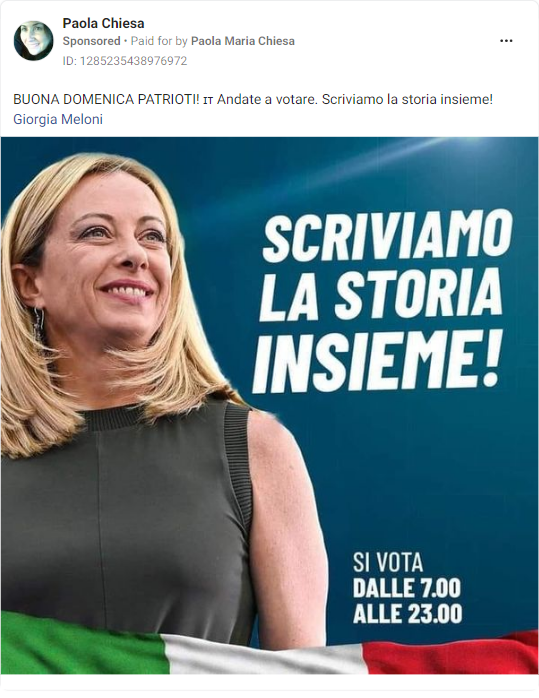 Paola Chiesa
Sponsored • Paid for by Paola Maria Chiesa
ID: 1285235438976972
BUONA DOMENICA PATRIOTI! IT Andate a votare. Scriviamo la storia insieme!
Giorgia Meloni
SCRIVIAMO
LA STORIA
INSIEME!
SI VOTA
DALLE 7.00
ALLE 23.00